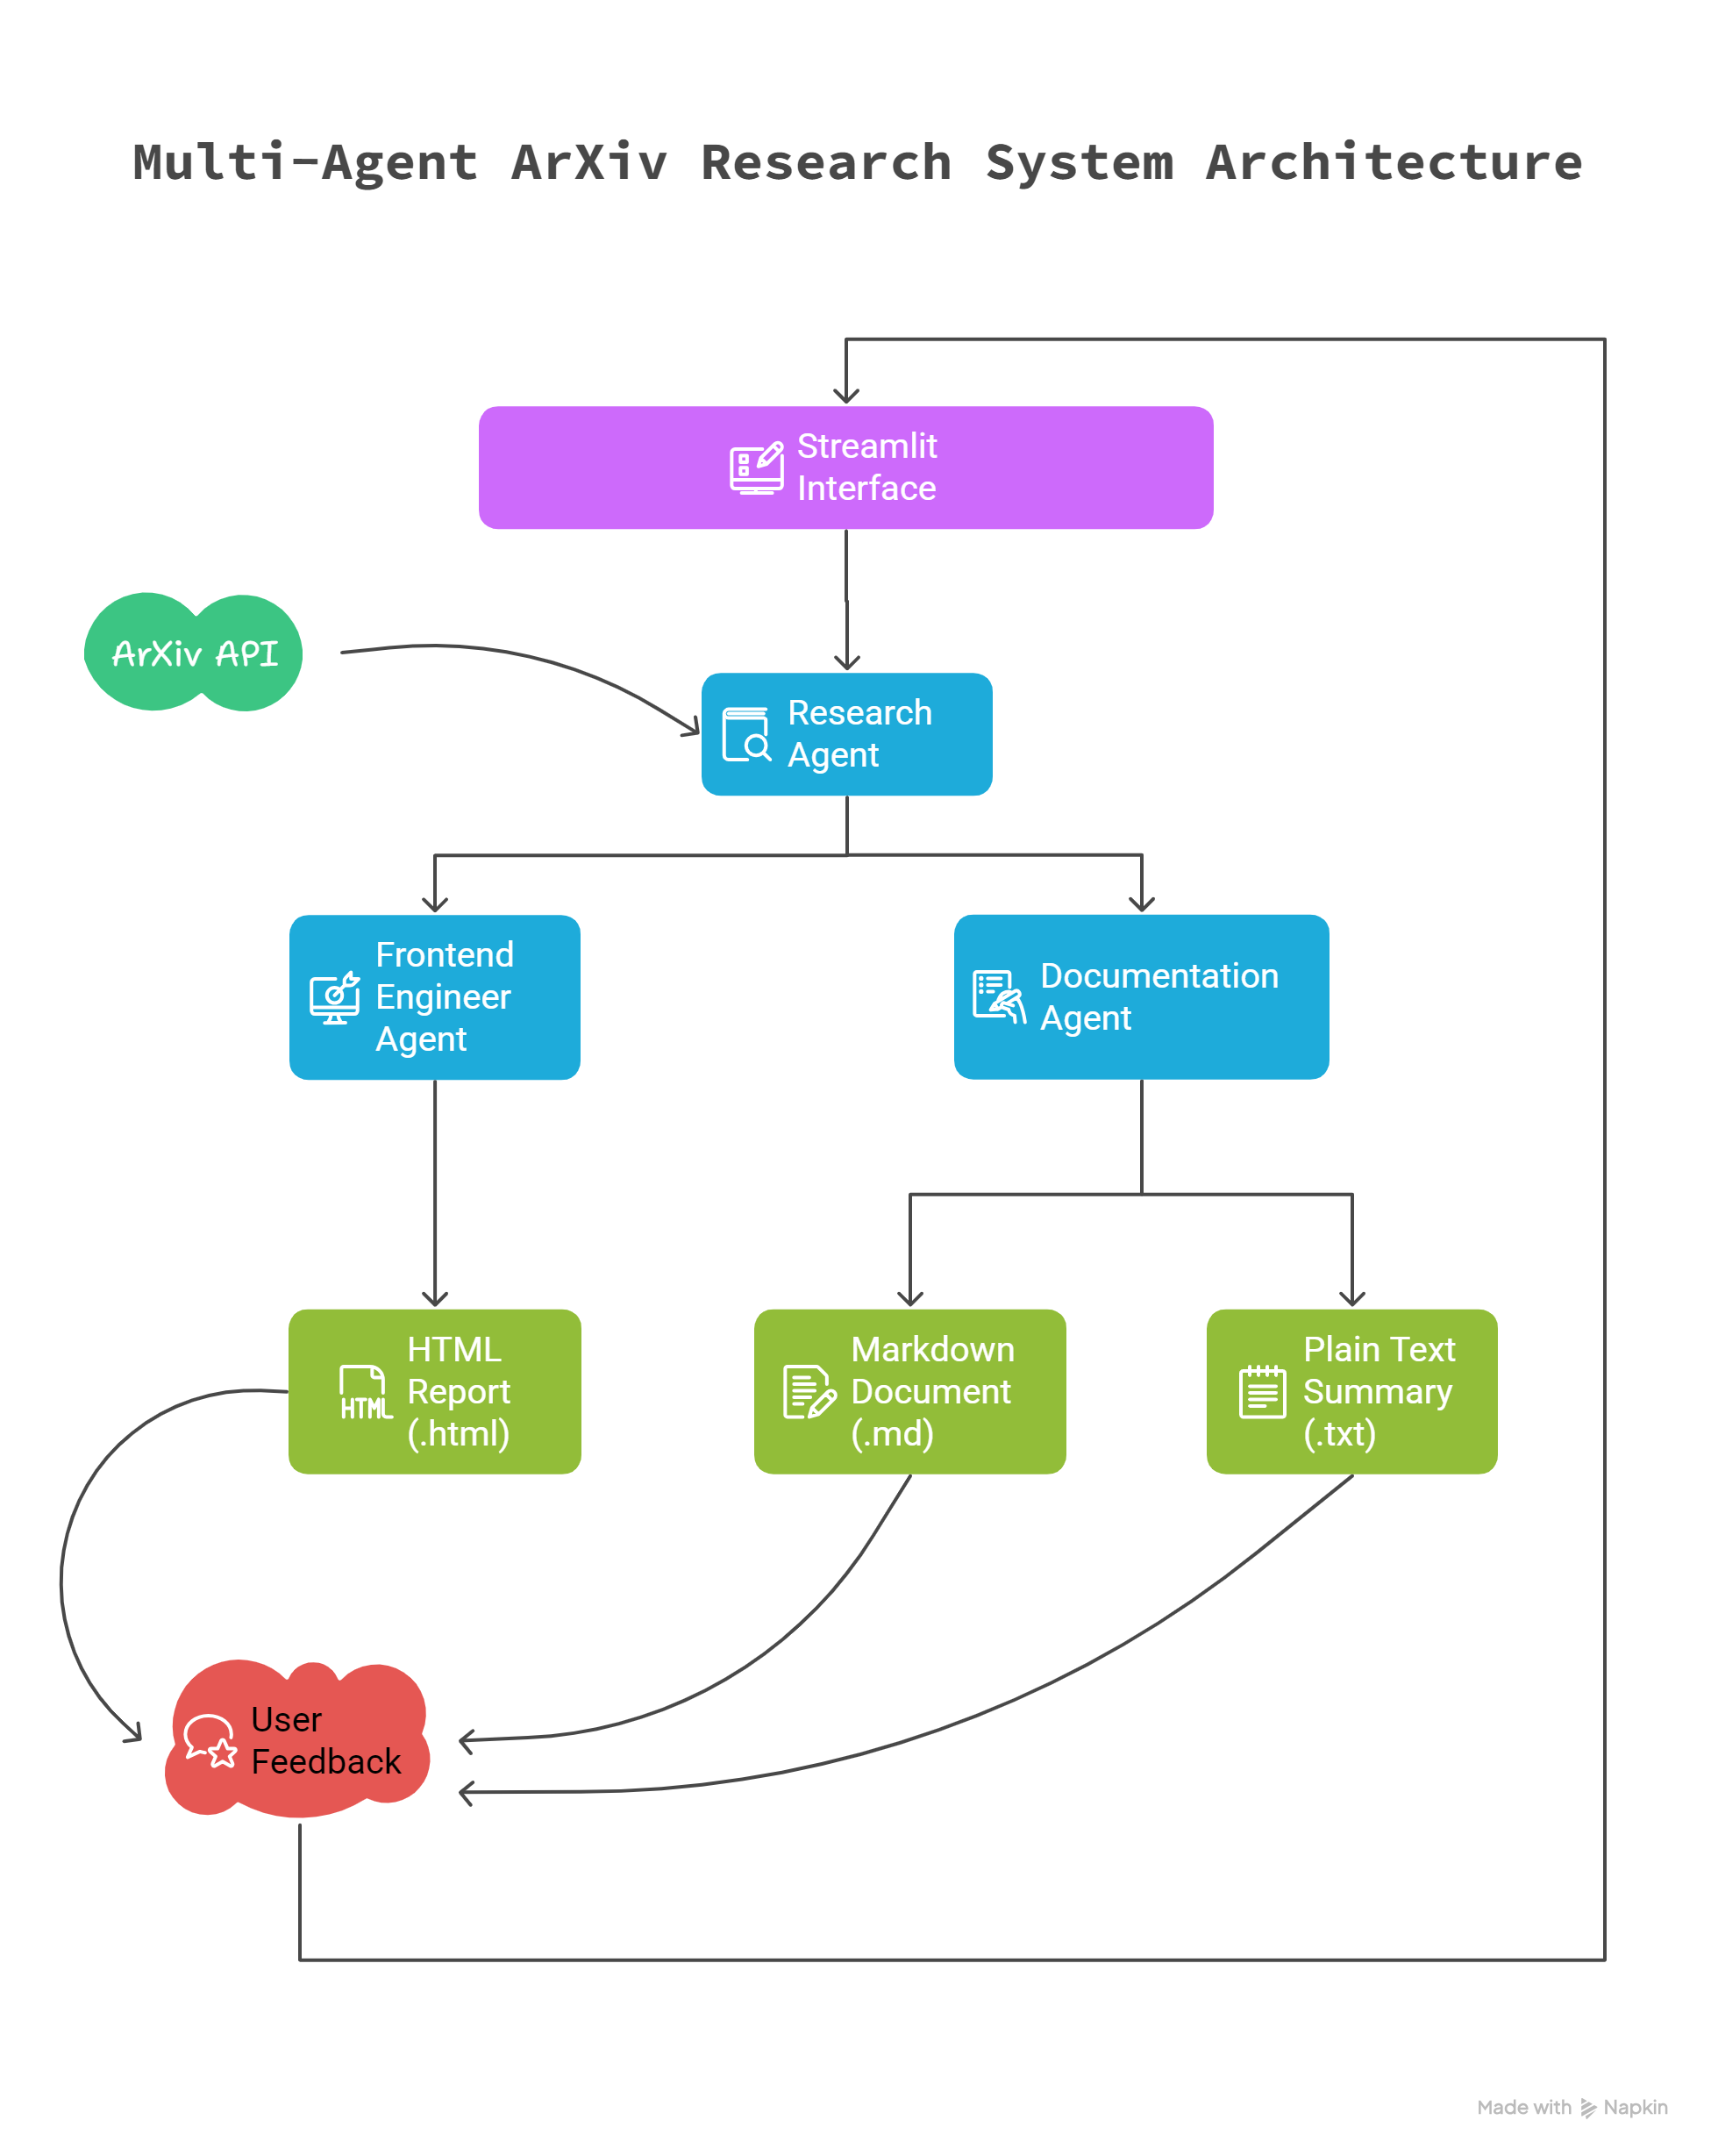 Multi-Agent ArXiv Research System Architecture
Streamlit
Interface
ArXiv API
Research
Agent
Frontend
Engineer
Agent
Documentation
Agent
HTML
Report
(.html)
HTML
Markdown
Document
(.md)
Plain Text
Summary
(.txt)
User
Feedback
Made with Napkin